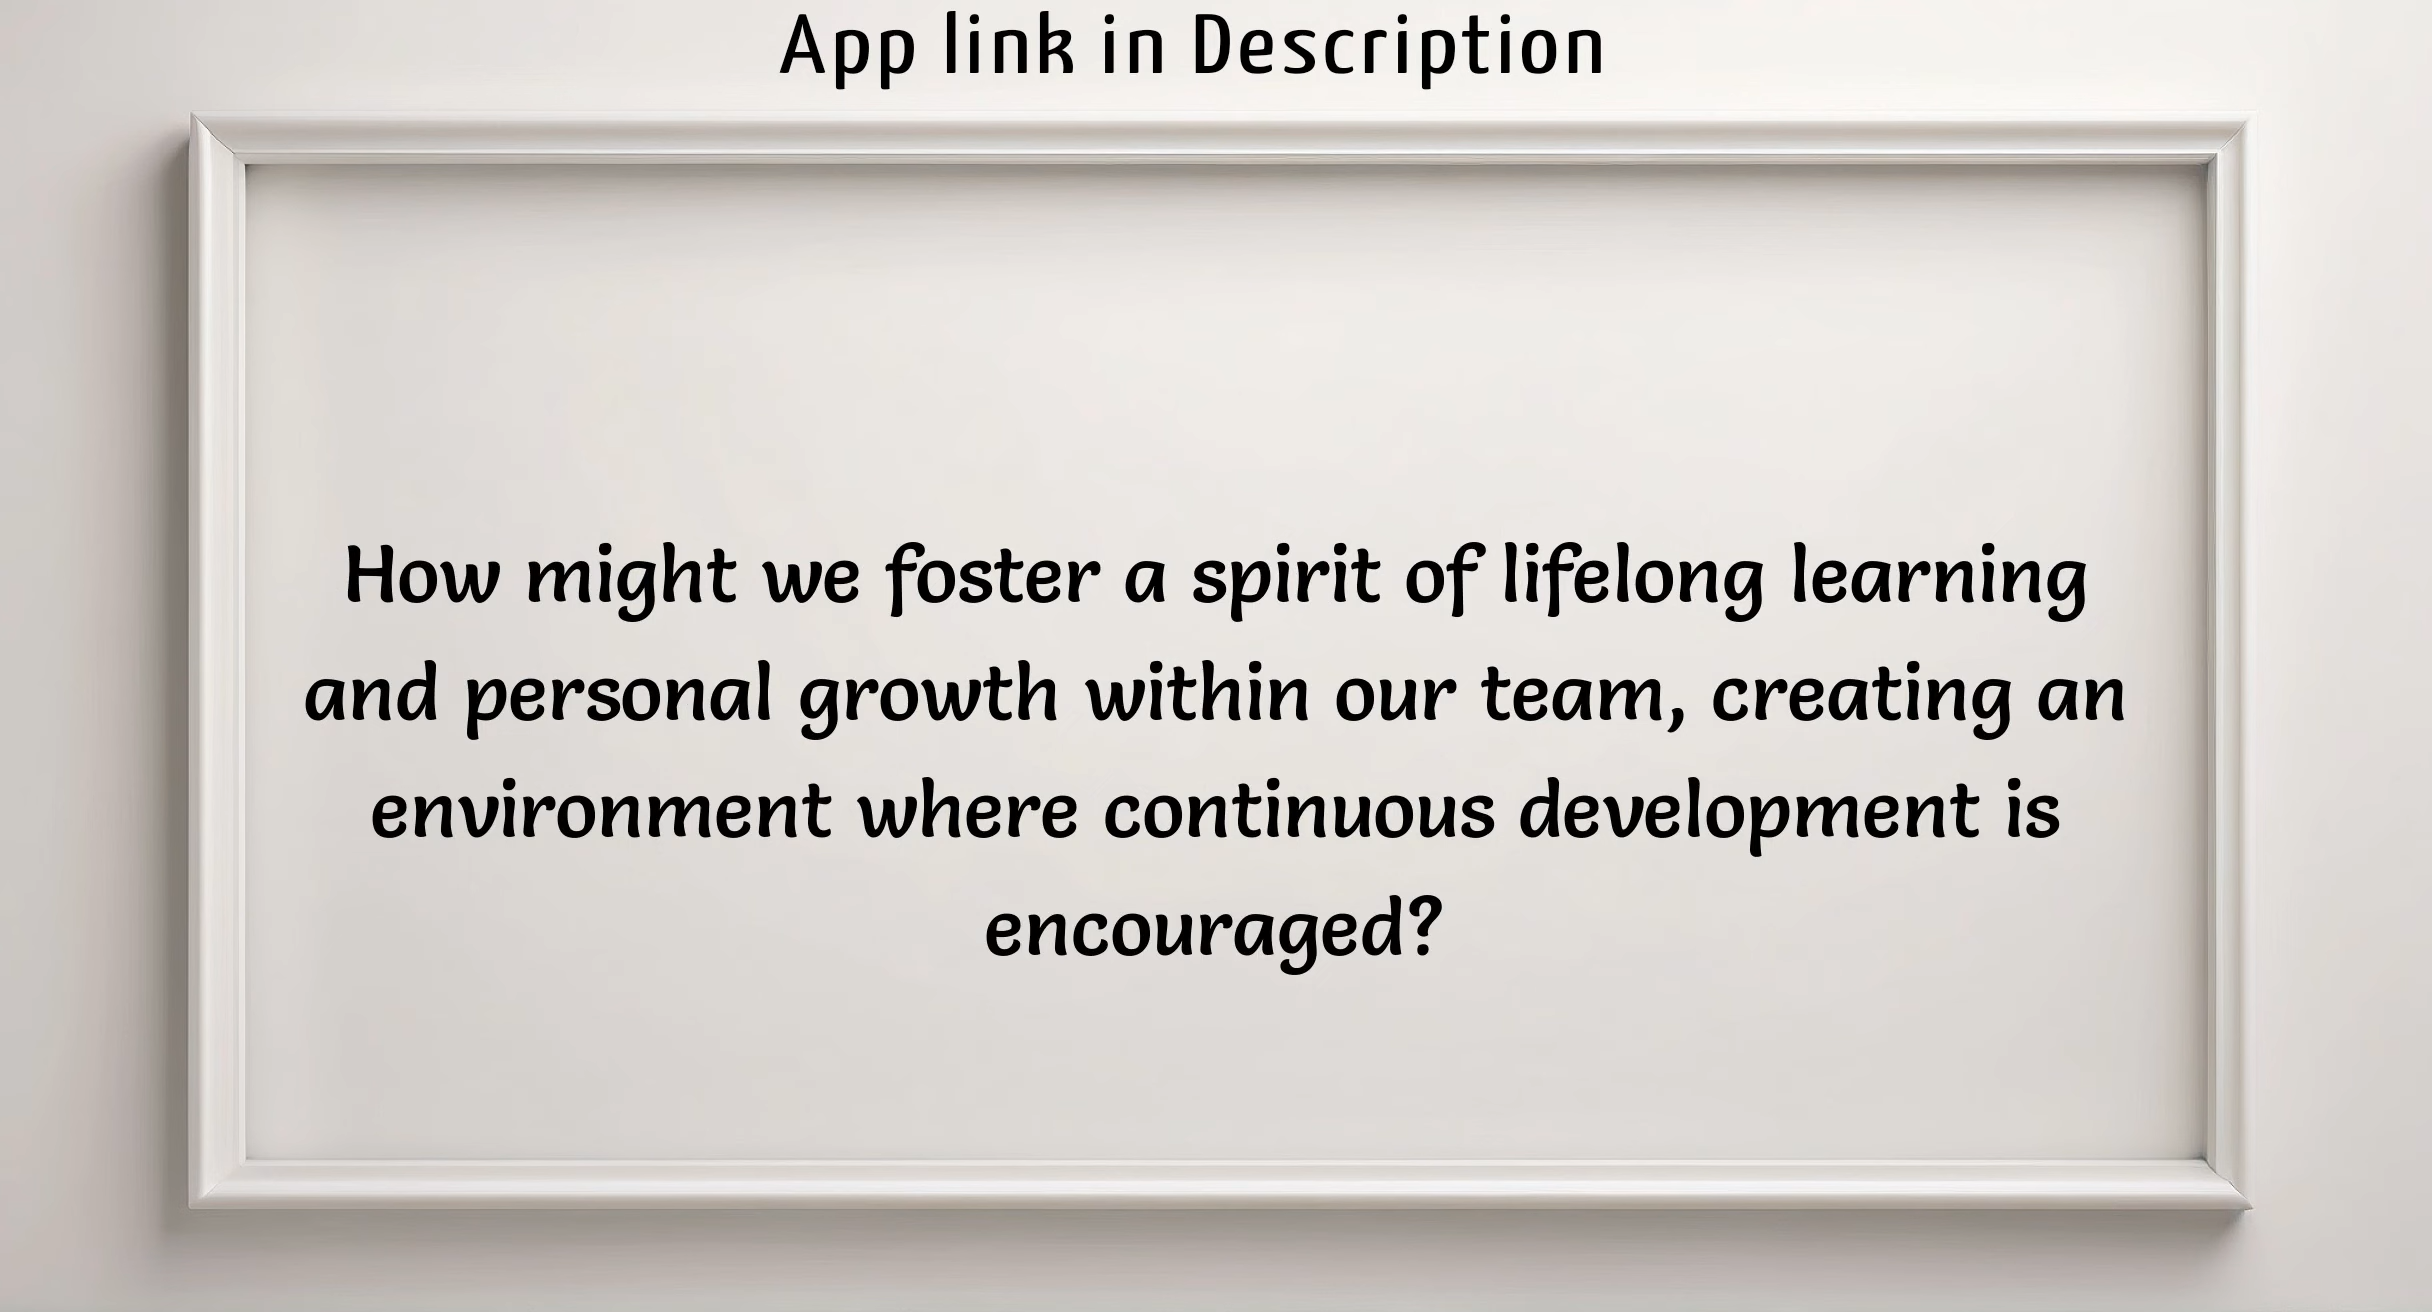 App link in Description
How might we foster a spirit of lifelong learning
and personal growth within our team, creating an
environment where continuous development is
encouraged?